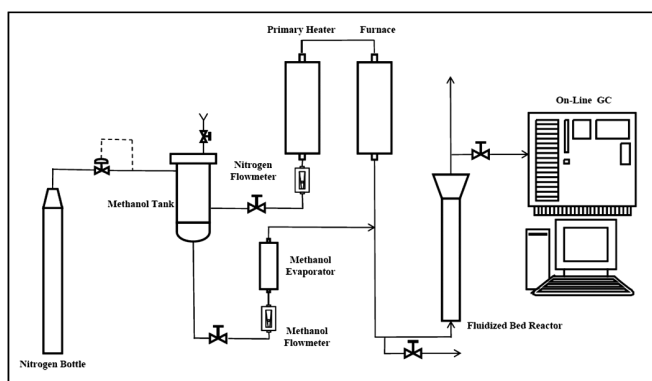 Primary Heater
Furnace
On-Line GC
Nitrogen
Flowmeter
Methanol Tank
Methanol
Evaporator
Methanol
Flowmeter
Fluidized Bed Reactor
Nitrogen Bottle